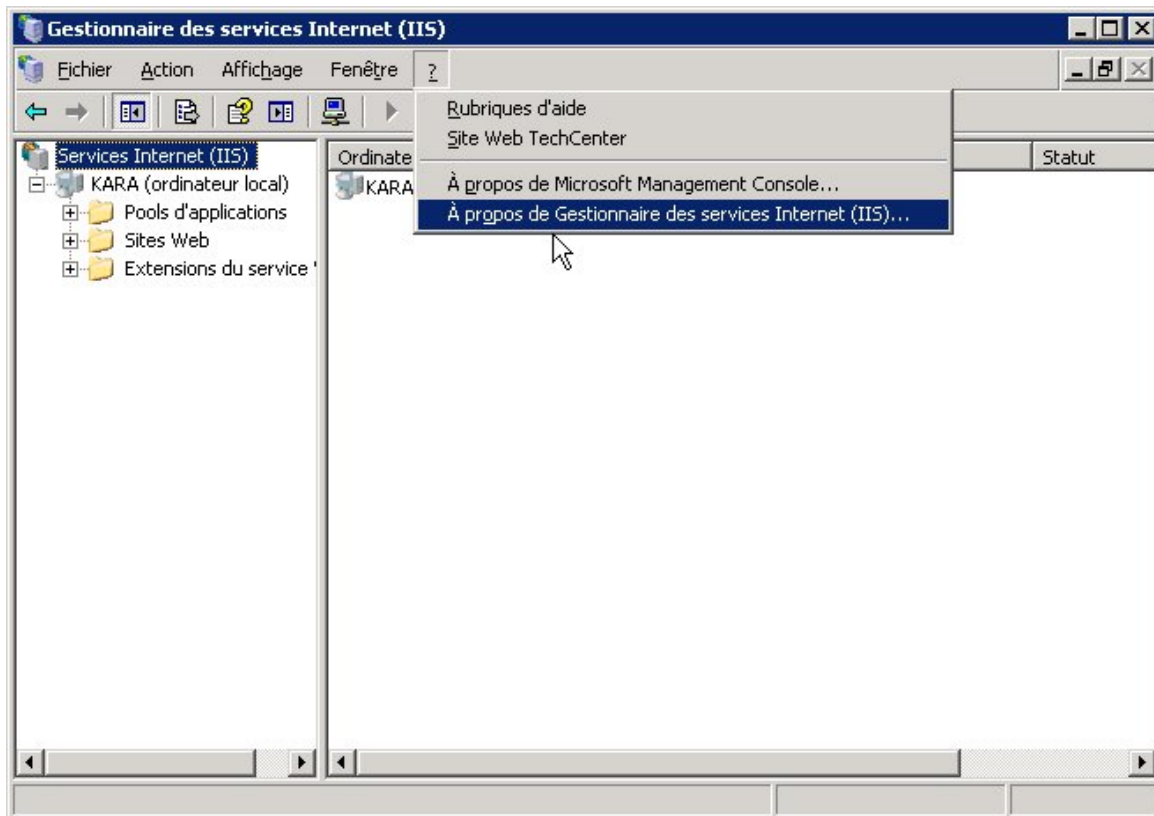 Gestionnaire des services Internet (IIS)
Fichier Action Affichage Fenêtre ?
Rubriques d'aide
Site Web TechCenter
À propos de Microsoft Management Console...
À propos de Gestionnaire des services Internet (IIS)...
Services Internet (IIS)
KARA (ordinateur local)
Pools d'applications
Sites Web
Extensions du service
Ordinate Statut
KARA